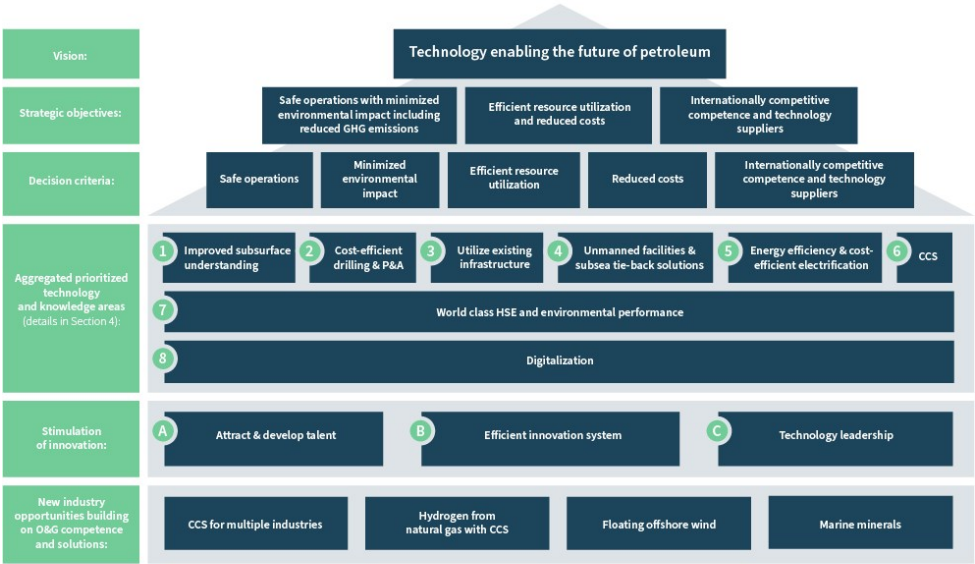 Vision:
Technology enabling the future of petroleum
Strategic objectives:
Safe operations with minimized
environmental impact including
reduced GHG emissions
Efficient resource utilization
and reduced costs
Internationally competitive
competence and technology
suppliers
Decision criteria:
Safe operations
Minimized
environmental
impact
Efficient resource
utilization
Reduced costs
Internationally competitive
competence and technology
suppliers
Aggregated prioritized
technology
and knowledge areas
(details in Section 4):
1
Improved subsurface
understanding
2
Cost-efficient
drilling & P&A
3
Utilize existing
infrastructure
4
Unmanned facilities &
subsea tie-back solutions
5
Energy efficiency & cost-
efficient electrification
6
CCS
7
World class HSE and environmental performance
8
Digitalization
Stimulation
of innovation:
A
Attract & develop talent
B
Efficient innovation system
C
Technology leadership
New industry
opportunities building
on O&G competence
and solutions:
CCS for multiple industries
Hydrogen from
natural gas with CCS
Floating offshore wind
Marine minerals